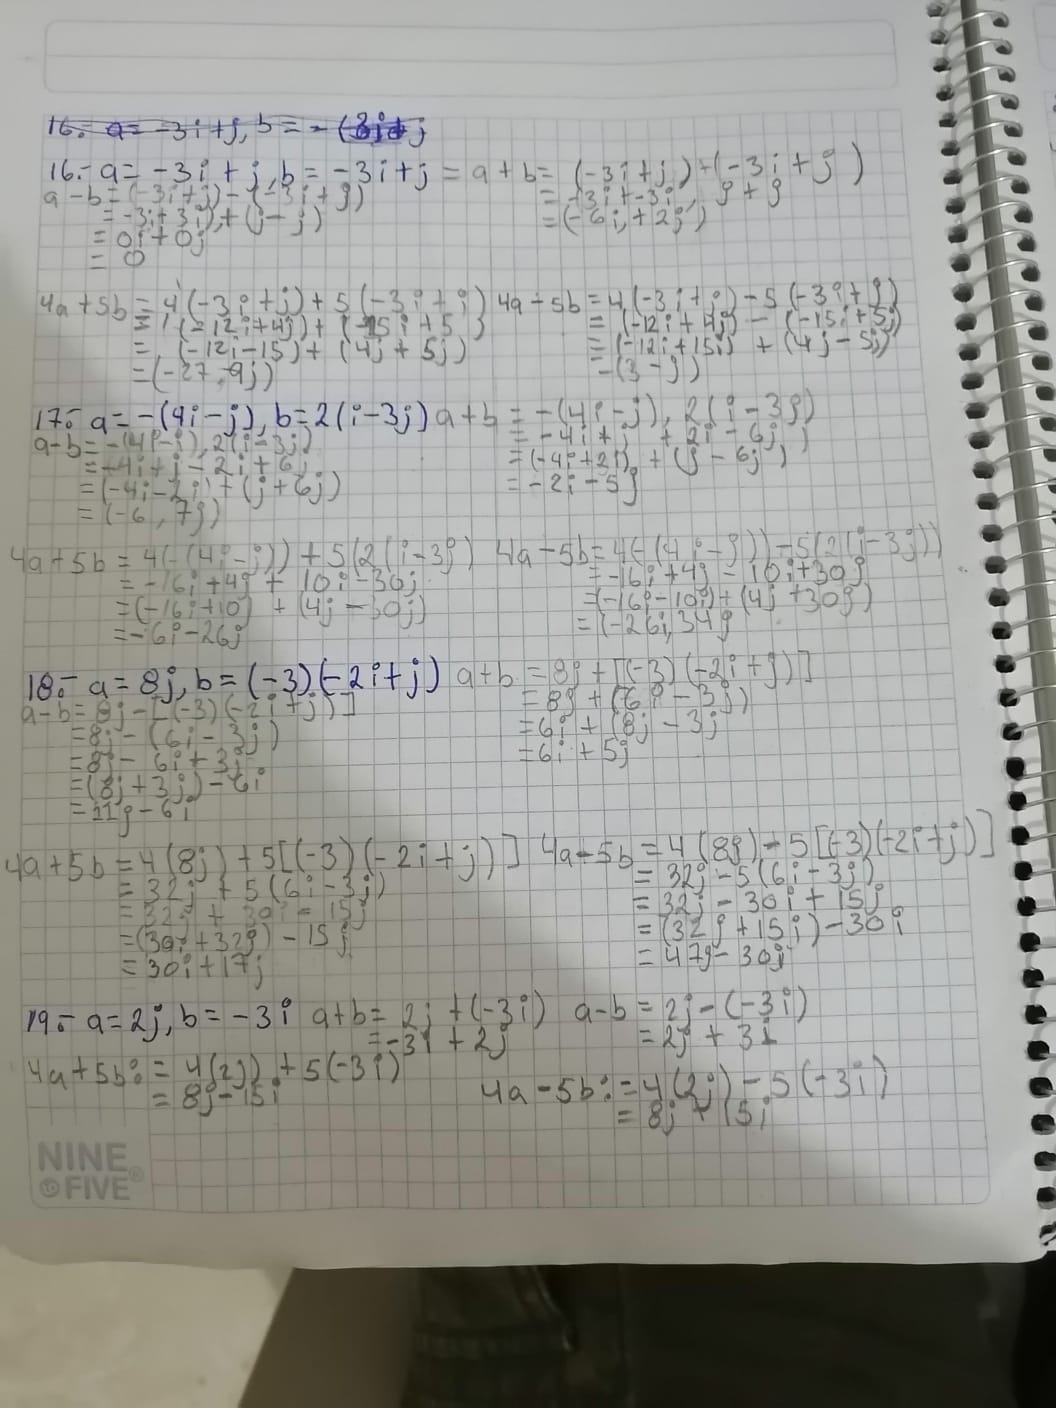 16.- a = -3i+j, b = -(3i+j
16.- a = -3i + j, b = -3i+j = a+b = (-3i+j)+(-3i+j)
a-b=(-3i+j)-(-3i+j) = -3i+-3i, j+j
= -3i+3i),+(j-j) =(-6i,+2j)
= 0i+0j
= 0
4a+5b=4(-3i+j)+5(-3i+j) 4a-5b=4(-3i+j)-5(-3i+j)
= (-12i+4j)+(-15i+5 = (-12i+4j)-(-15i+5j)
= (-12i-15)+(4j+5j) =(-12i+15i) + (4j-5j)
=(-27,-9j) -(3-j)
17.- a=-(4i-j), b=2(i-3j) a+b = -(4i-j), 2(i-3j)
a-b=-(4i-j),2(i-3j) = -4i+j +2i-6j
=-4i+j-2i+6j =(-4i+2i) + (j-6j)
=(-4i-2i)+(j+6j) = -2i-5j
= (-6, 7j)
4a+5b = 4(-(4i-j))+5(2(i-3j) 4a-5b=4(-(4i-j))-5(2(i-3j))
= -16i+4j + 10i-30j =-16i+4j-10i+30j
=(-16i+10)+(4j-30j) =(-16i-10i)+(4j+30j)
=-6i-26j =(-26i,34j
18.- a=8j, b=(-3)(-2i+j) a+b = 8j+[(-3)(-2i+j)]
a-b=8j-[(-3)(-2i+j)] = 8j+(6i-3j)
=8j-(6i-3j) =6i+(8j-3j
=8j-6i+3j =6i+5j
=(8j+3j)-6i
=11j-6i
4a+5b=4(8j)+5[(-3)(-2i+j)] 4a-5b=4(8j)-5[(-3)(-2i+j)]
= 32j+5(6i-3j) = 32j-5(6i-3j)
= 32j+30i-15j = 32j-30i+15j
=(30i+32j)-15j =(32j+15j)-30i
= 30i+17j = 47j-30i
19.- a=2j, b=-3i a+b= 2j+(-3i) a-b = 2j-(-3i)
=-3i+2j =2j+3i
4a+5b:= 4(2j)+5(-3i) 4a-5b:=4(2j)-5(-3i)
= 8j-15i = 8j+15i
NINE
FIVE